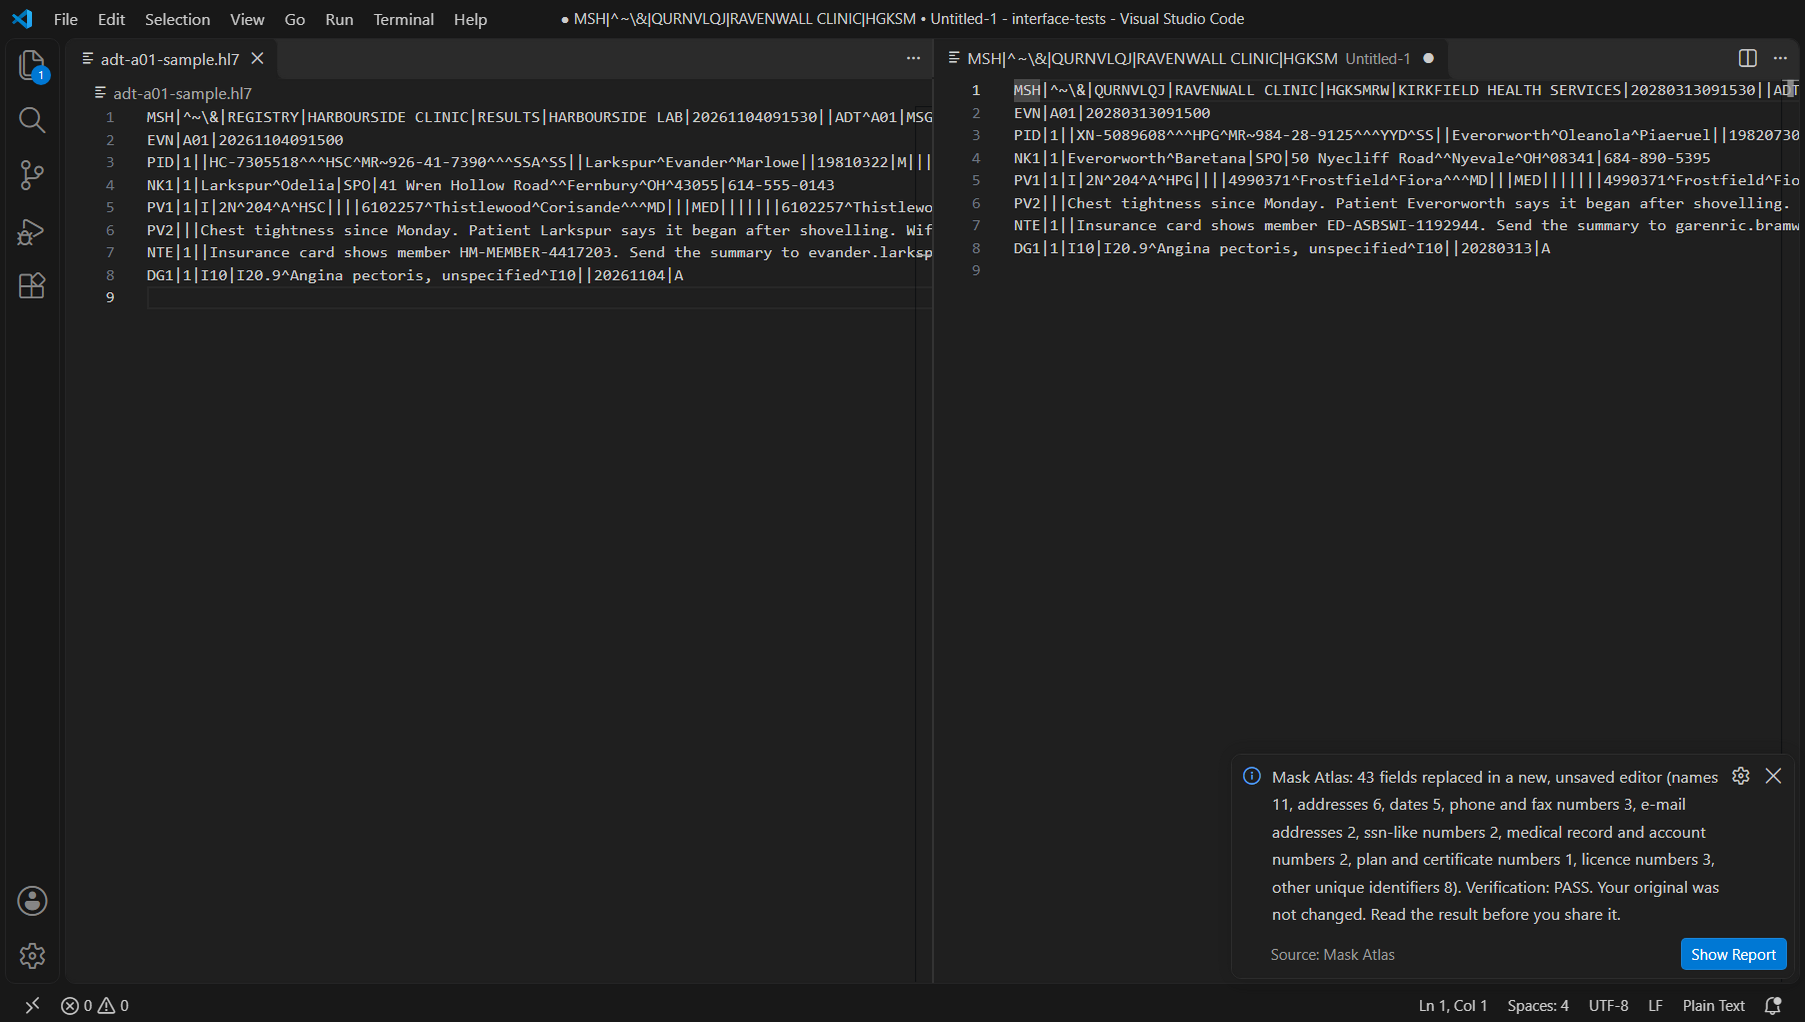 File Edit Selection View Go Run Terminal Help
● MSH|^~\&|QURNVLQJ|RAVENWALL CLINIC|HGKSM • Untitled-1 - interface-tests - Visual Studio Code
1
adt-a01-sample.hl7
adt-a01-sample.hl7
1 MSH|^~\&|REGISTRY|HARBOURSIDE CLINIC|RESULTS|HARBOURSIDE LAB|20261104091530||ADT^A01|MSG
2 EVN|A01|20261104091500
3 PID|1||HC-7305518^^^HSC^MR~926-41-7390^^^SSA^SS||Larkspur^Evander^Marlowe||19810322|M|||
4 NK1|1|Larkspur^Odelia|SPO|41 Wren Hollow Road^^Fernbury^OH^43055|614-555-0143
5 PV1|1|I|2N^204^A^HSC||||6102257^Thistlewood^Corisande^^^MD|||MED|||||||6102257^Thistlewo
6 PV2|||Chest tightness since Monday. Patient Larkspur says it began after shovelling. Wif
7 NTE|1||Insurance card shows member HM-MEMBER-4417203. Send the summary to evander.larksp
8 DG1|1|I10|I20.9^Angina pectoris, unspecified^I10||20261104|A
9
MSH|^~\&|QURNVLQJ|RAVENWALL CLINIC|HGKSM Untitled-1
1 MSH|^~\&|QURNVLQJ|RAVENWALL CLINIC|HGKSMRW|KIRKFIELD HEALTH SERVICES|20280313091530||ADT
2 EVN|A01|20280313091500
3 PID|1||XN-5089608^^^HPG^MR~984-28-9125^^^YYD^SS||Everorworth^Oleanola^Piaeruel||19820730
4 NK1|1|Everorworth^Baretana|SPO|50 Nyecliff Road^^Nyevale^OH^08341|684-890-5395
5 PV1|1|I|2N^204^A^HPG||||4990371^Frostfield^Fiora^^^MD|||MED|||||||4990371^Frostfield^Fio
6 PV2|||Chest tightness since Monday. Patient Everorworth says it began after shovelling.
7 NTE|1||Insurance card shows member ED-ASBSWI-1192944. Send the summary to garenric.bramw
8 DG1|1|I10|I20.9^Angina pectoris, unspecified^I10||20280313|A
9
Mask Atlas: 43 fields replaced in a new, unsaved editor (names
11, addresses 6, dates 5, phone and fax numbers 3, e-mail
addresses 2, ssn-like numbers 2, medical record and account
numbers 2, plan and certificate numbers 1, licence numbers 3,
other unique identifiers 8). Verification: PASS. Your original was
not changed. Read the result before you share it.
Source: Mask Atlas
Show Report
0 0
Ln 1, Col 1 Spaces: 4 UTF-8 LF Plain Text